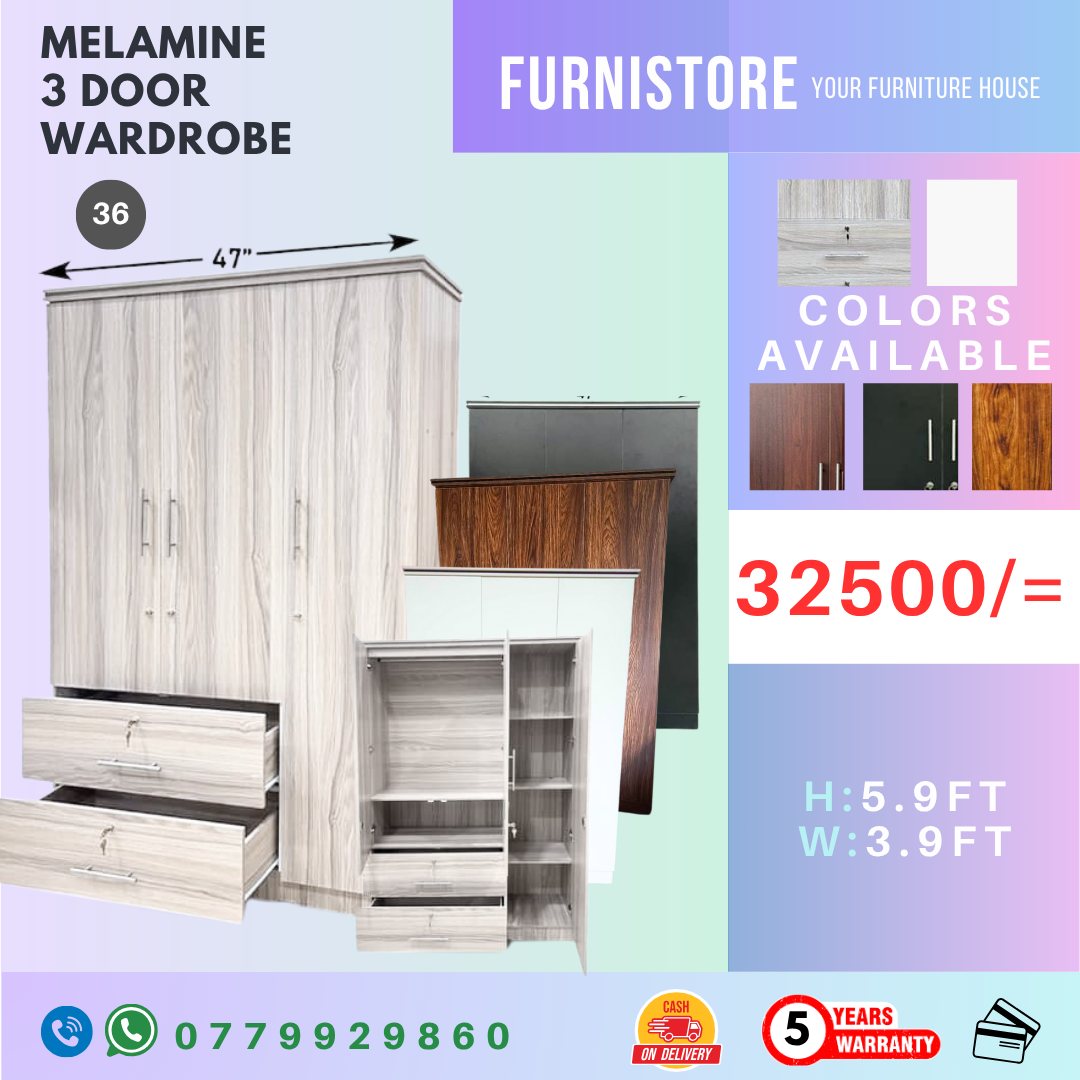 MELAMINE
3 DOOR
WARDROBE
FURNISTORE YOUR FURNITURE HOUSE
36
47"
COLORS
AVAILABLE
32500/=
H:5.9FT
W:3.9FT
0779929860
CASH
ON DELIVERY
5 YEARS
WARRANTY